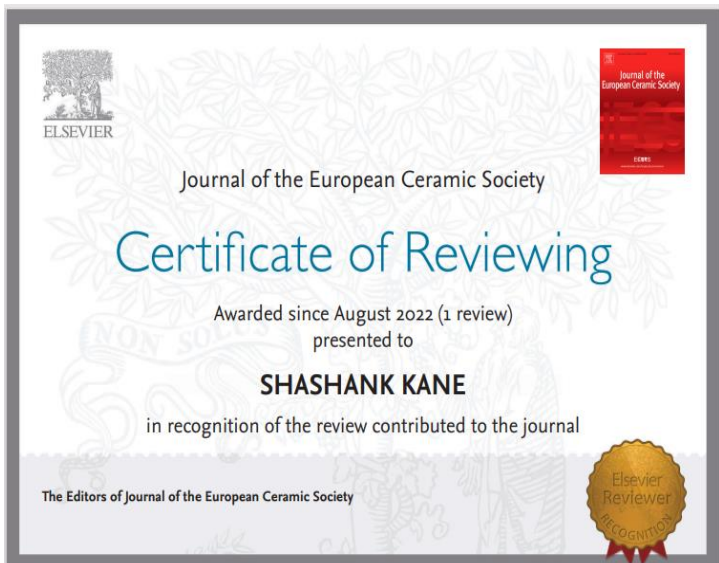 ELSEVIER
Journal of the
European Ceramic Society
Journal of the European Ceramic Society
Certificate of Reviewing
Awarded since August 2022 (1 review)
presented to
SHASHANK KANE
in recognition of the review contributed to the journal
NON SOLUS
The Editors of Journal of the European Ceramic Society
Elsevier
Reviewer
RECOGNITION